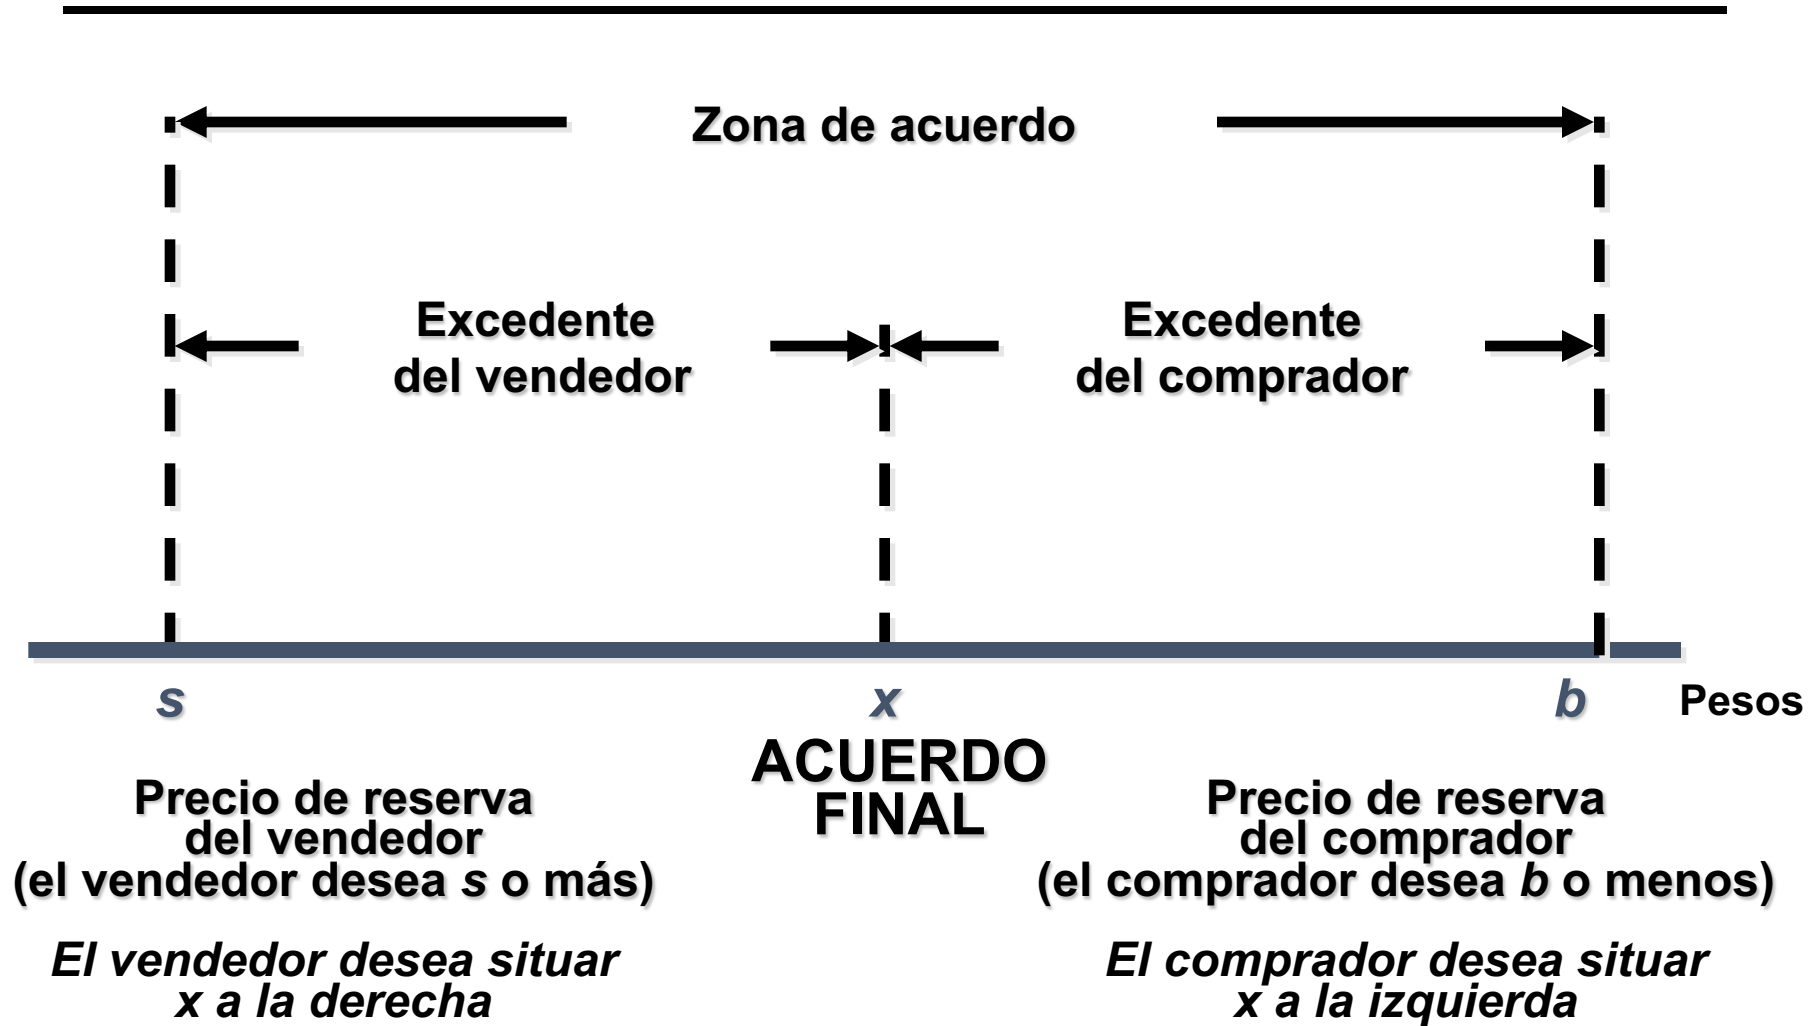 Zona de acuerdo
Excedente
del vendedor
Excedente
del comprador
s
x
b
Pesos
ACUERDO
FINAL
Precio de reserva
del vendedor
(el vendedor desea s o más)
El vendedor desea situar
x a la derecha
Precio de reserva
del comprador
(el comprador desea b o menos)
El comprador desea situar
x a la izquierda